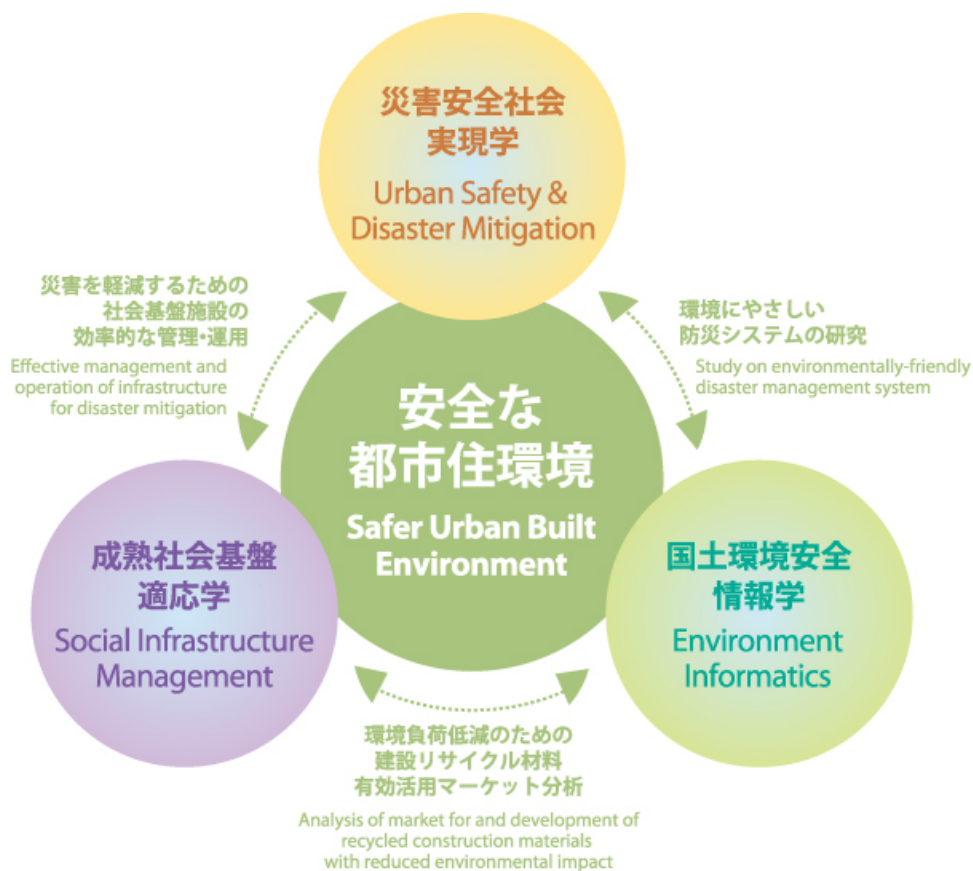 災害安全社会
実現学
Urban Safety &
Disaster Mitigation
災害を軽減するための
社会基盤施設の
効率的な管理・運用
Effective management and
operation of infrastructure
for disaster mitigation
環境にやさしい
防災システムの研究
Study on environmentally-friendly
disaster management system
安全な
都市住環境
Safer Urban Built
Environment
成熟社会基盤
適応学
Social Infrastructure
Management
国土環境安全
情報学
Environment
Informatics
環境負荷低減のための
建設リサイクル材料
有効活用マーケット分析
Analysis of market for and development of
recycled construction materials
with reduced environmental impact